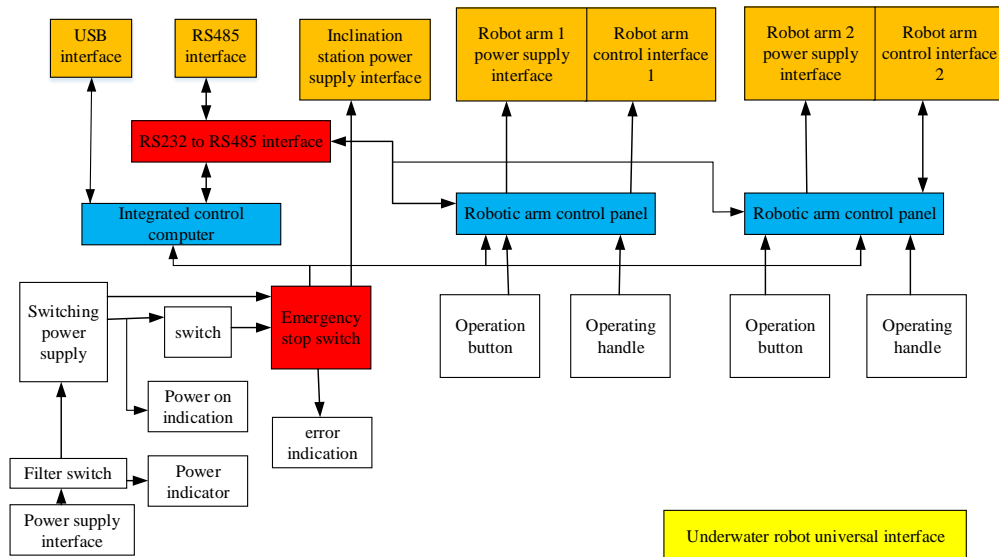 USB
interface
RS485
interface
Inclination
station power
supply interface
Robot arm 1
power supply
interface
Robot arm
control interface
1
Robot arm 2
power supply
interface
Robot arm
control interface
2
RS232 to RS485 interface
Integrated control
computer
Robotic arm control panel
Robotic arm control panel
Switching
power
supply
switch
Emergency
stop switch
Operation
button
Operating
handle
Operation
button
Operating
handle
Power on
indication
error
indication
Filter switch
Power
indicator
Power supply
interface
Underwater robot universal interface